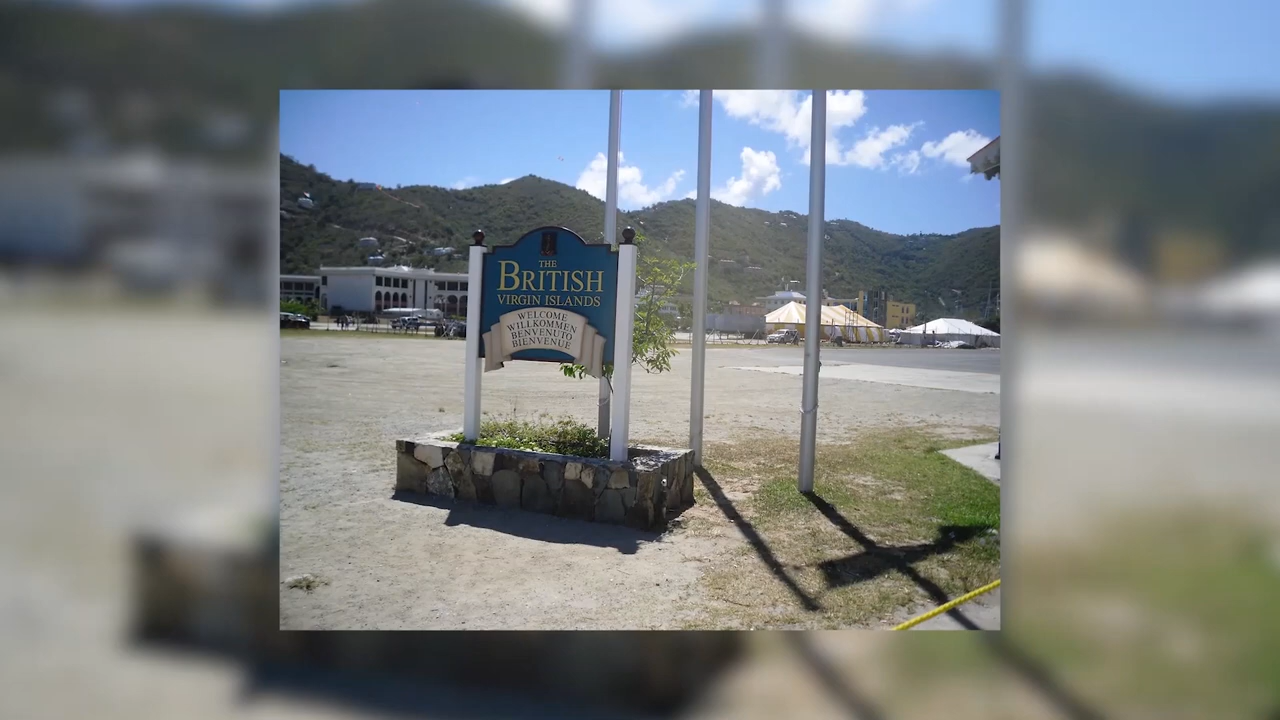 THE
BRITISH
VIRGIN ISLANDS
WELCOME
WILLKOMMEN
BENVENUTO
BIENVENUE